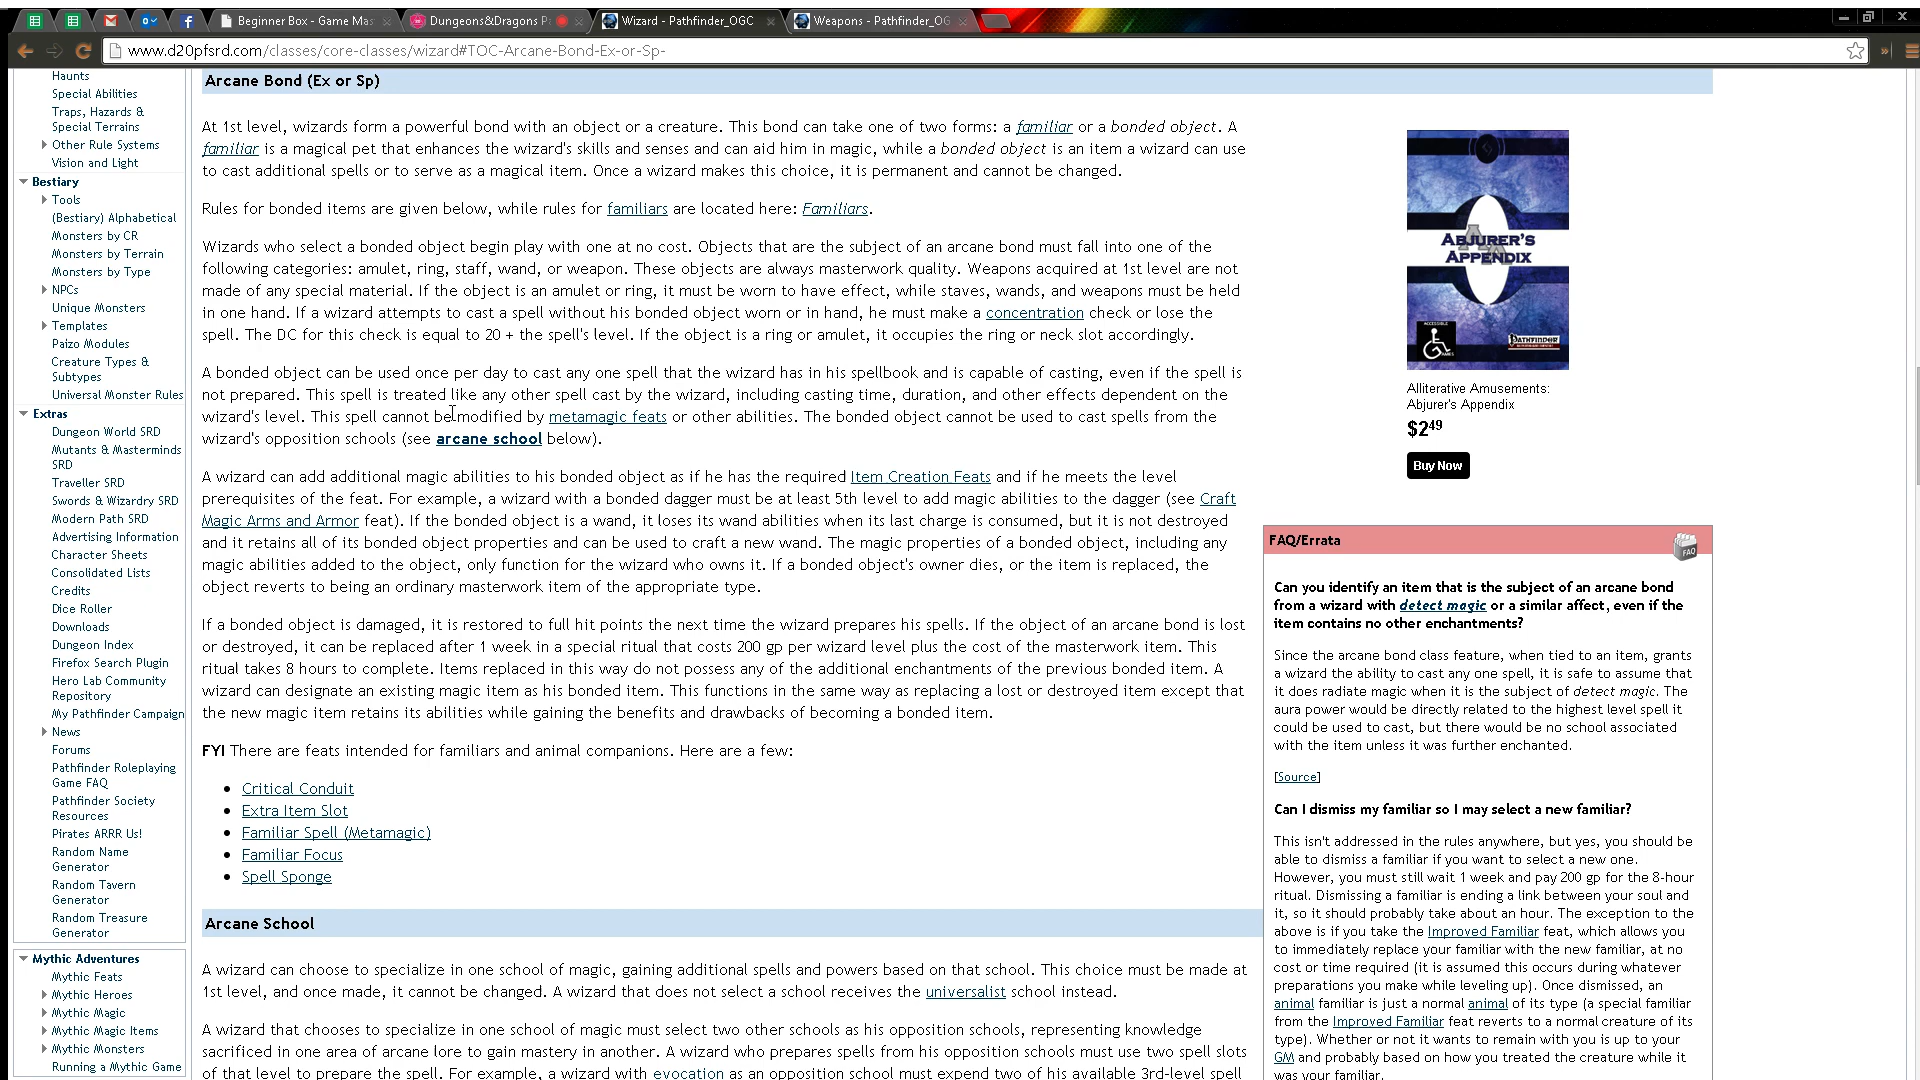 Beginner Box - Game Mas
Dungeons&Dragons Pa
Wizard - Pathfinder_OGC
Weapons - Pathfinder_OG
www.d20pfsrd.com/classes/core-classes/wizard#TOC-Arcane-Bond-Ex-or-Sp-
Haunts
Special Abilities
Traps, Hazards &
Special Terrains
Other Rule Systems
Vision and Light
Bestiary
Tools
(Bestiary) Alphabetical
Monsters by CR
Monsters by Terrain
Monsters by Type
NPCs
Unique Monsters
Templates
Paizo Modules
Creature Types &
Subtypes
Universal Monster Rules
Extras
Dungeon World SRD
Mutants & Masterminds
SRD
Traveller SRD
Swords & Wizardry SRD
Modern Path SRD
Advertising Information
Character Sheets
Consolidated Lists
Credits
Dice Roller
Downloads
Dungeon Index
Firefox Search Plugin
Hero Lab Community
Repository
My Pathfinder Campaign
News
Forums
Pathfinder Roleplaying
Game FAQ
Pathfinder Society
Resources
Pirates ARRR Us!
Random Name
Generator
Random Tavern
Generator
Random Treasure
Generator
Mythic Adventures
Mythic Feats
Mythic Heroes
Mythic Magic
Mythic Magic Items
Mythic Monsters
Running a Mythic Game
Arcane Bond (Ex or Sp)
At 1st level, wizards form a powerful bond with an object or a creature. This bond can take one of two forms: a familiar or a bonded object. A
familiar is a magical pet that enhances the wizard's skills and senses and can aid him in magic, while a bonded object is an item a wizard can use
to cast additional spells or to serve as a magical item. Once a wizard makes this choice, it is permanent and cannot be changed.
Rules for bonded items are given below, while rules for familiars are located here: Familiars.
Wizards who select a bonded object begin play with one at no cost. Objects that are the subject of an arcane bond must fall into one of the
following categories: amulet, ring, staff, wand, or weapon. These objects are always masterwork quality. Weapons acquired at 1st level are not
made of any special material. If the object is an amulet or ring, it must be worn to have effect, while staves, wands, and weapons must be held
in one hand. If a wizard attempts to cast a spell without his bonded object worn or in hand, he must make a concentration check or lose the
spell. The DC for this check is equal to 20 + the spell's level. If the object is a ring or amulet, it occupies the ring or neck slot accordingly.
A bonded object can be used once per day to cast any one spell that the wizard has in his spellbook and is capable of casting, even if the spell is
not prepared. This spell is treated like any other spell cast by the wizard, including casting time, duration, and other effects dependent on the
wizard's level. This spell cannot be modified by metamagic feats or other abilities. The bonded object cannot be used to cast spells from the
wizard's opposition schools (see arcane school below).
A wizard can add additional magic abilities to his bonded object as if he has the required Item Creation Feats and if he meets the level
prerequisites of the feat. For example, a wizard with a bonded dagger must be at least 5th level to add magic abilities to the dagger (see Craft
Magic Arms and Armor feat). If the bonded object is a wand, it loses its wand abilities when its last charge is consumed, but it is not destroyed
and it retains all of its bonded object properties and can be used to craft a new wand. The magic properties of a bonded object, including any
magic abilities added to the object, only function for the wizard who owns it. If a bonded object's owner dies, or the item is replaced, the
object reverts to being an ordinary masterwork item of the appropriate type.
If a bonded object is damaged, it is restored to full hit points the next time the wizard prepares his spells. If the object of an arcane bond is lost
or destroyed, it can be replaced after 1 week in a special ritual that costs 200 gp per wizard level plus the cost of the masterwork item. This
ritual takes 8 hours to complete. Items replaced in this way do not possess any of the additional enchantments of the previous bonded item. A
wizard can designate an existing magic item as his bonded item. This functions in the same way as replacing a lost or destroyed item except that
the new magic item retains its abilities while gaining the benefits and drawbacks of becoming a bonded item.
FYI There are feats intended for familiars and animal companions. Here are a few:
Critical Conduit
Extra Item Slot
Familiar Spell (Metamagic)
Familiar Focus
Spell Sponge
Arcane School
A wizard can choose to specialize in one school of magic, gaining additional spells and powers based on that school. This choice must be made at
1st level, and once made, it cannot be changed. A wizard that does not select a school receives the universalist school instead.
A wizard that chooses to specialize in one school of magic must select two other schools as his opposition schools, representing knowledge
sacrificed in one area of arcane lore to gain mastery in another. A wizard who prepares spells from his opposition schools must use two spell slots
of that level to prepare the spell. For example, a wizard with evocation as an opposition school must expend two of his available 3rd-level spell
ABJURER'S
APPENDIX
ACCESSIBLE
GAMES
PATHFINDER
Alliterative Amusements:
Abjurer's Appendix
$249
Buy Now
FAQ/Errata
FAQ
Can you identify an item that is the subject of an arcane bond
from a wizard with detect magic or a similar affect, even if the
item contains no other enchantments?
Since the arcane bond class feature, when tied to an item, grants
a wizard the ability to cast any one spell, it is safe to assume that
it does radiate magic when it is the subject of detect magic. The
aura power would be directly related to the highest level spell it
could be used to cast, but there would be no school associated
with the item unless it was further enchanted.
[Source]
Can I dismiss my familiar so I may select a new familiar?
This isn't addressed in the rules anywhere, but yes, you should be
able to dismiss a familiar if you want to select a new one.
However, you must still wait 1 week and pay 200 gp for the 8-hour
ritual. Dismissing a familiar is ending a link between your soul and
it, so it should probably take about an hour. The exception to the
above is if you take the Improved Familiar feat, which allows you
to immediately replace your familiar with the new familiar, at no
cost or time required (it is assumed this occurs during whatever
preparations you make while leveling up). Once dismissed, an
animal familiar is just a normal animal of its type (a special familiar
from the Improved Familiar feat reverts to a normal creature of its
type). Whether or not it wants to remain with you is up to your
GM and probably based on how you treated the creature while it
was your familiar.